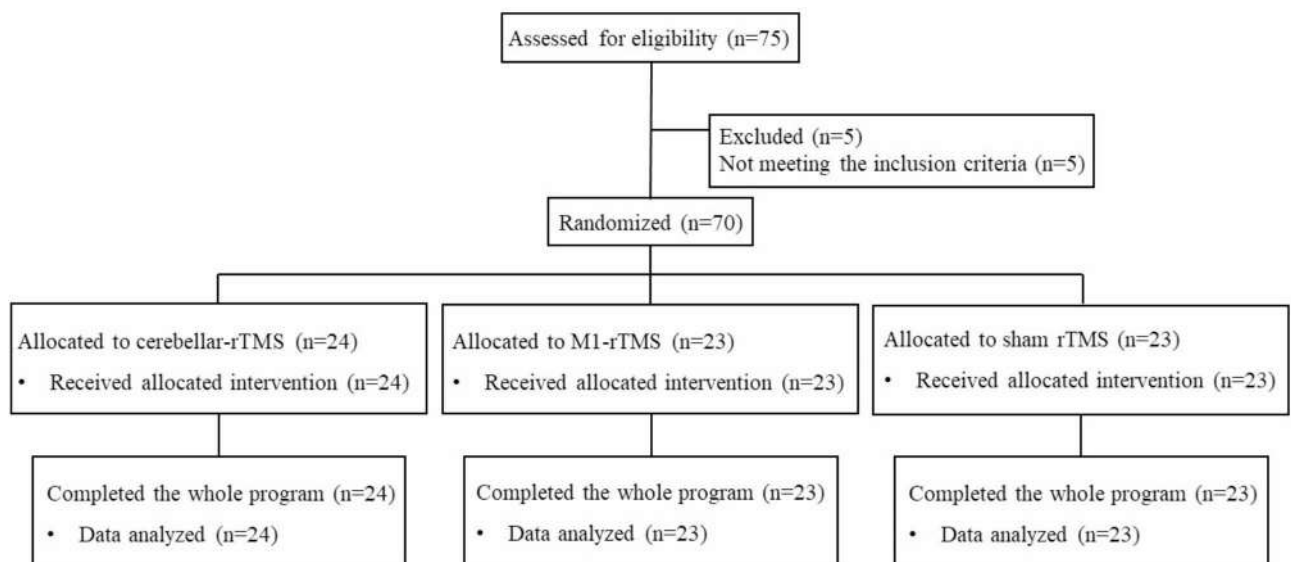 Assessed for eligibility (n=75)
Excluded (n=5)
Not meeting the inclusion criteria (n=5)
Randomized (n=70)
Allocated to cerebellar-rTMS (n=24)
• Received allocated intervention (n=24)
Allocated to M1-rTMS (n=23)
• Received allocated intervention (n=23)
Allocated to sham rTMS (n=23)
• Received allocated intervention (n=23)
Completed the whole program (n=24)
• Data analyzed (n=24)
Completed the whole program (n=23)
• Data analyzed (n=23)
Completed the whole program (n=23)
• Data analyzed (n=23)